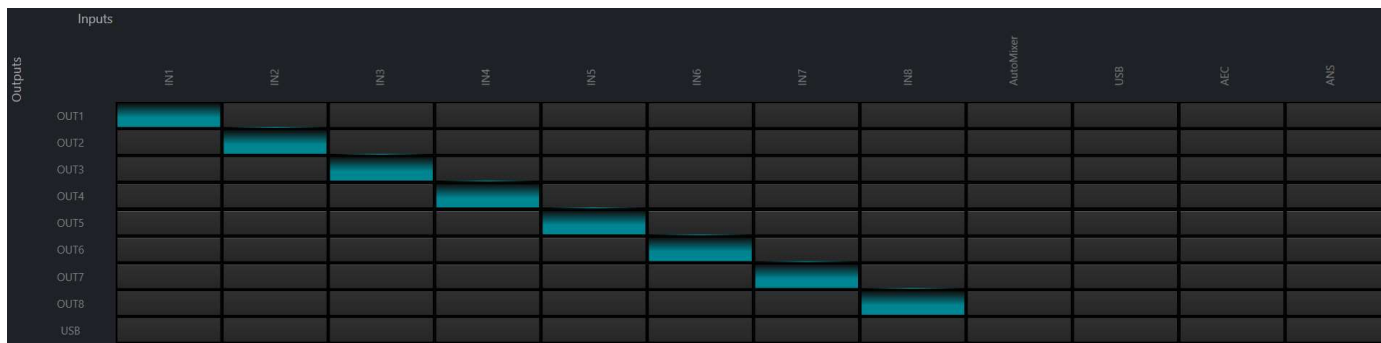 Inputs
Outputs
IN1 IN2 IN3 IN4 IN5 IN6 IN7 IN8 AutoMixer USB AEC ANS
OUT1
OUT2
OUT3
OUT4
OUT5
OUT6
OUT7
OUT8
USB